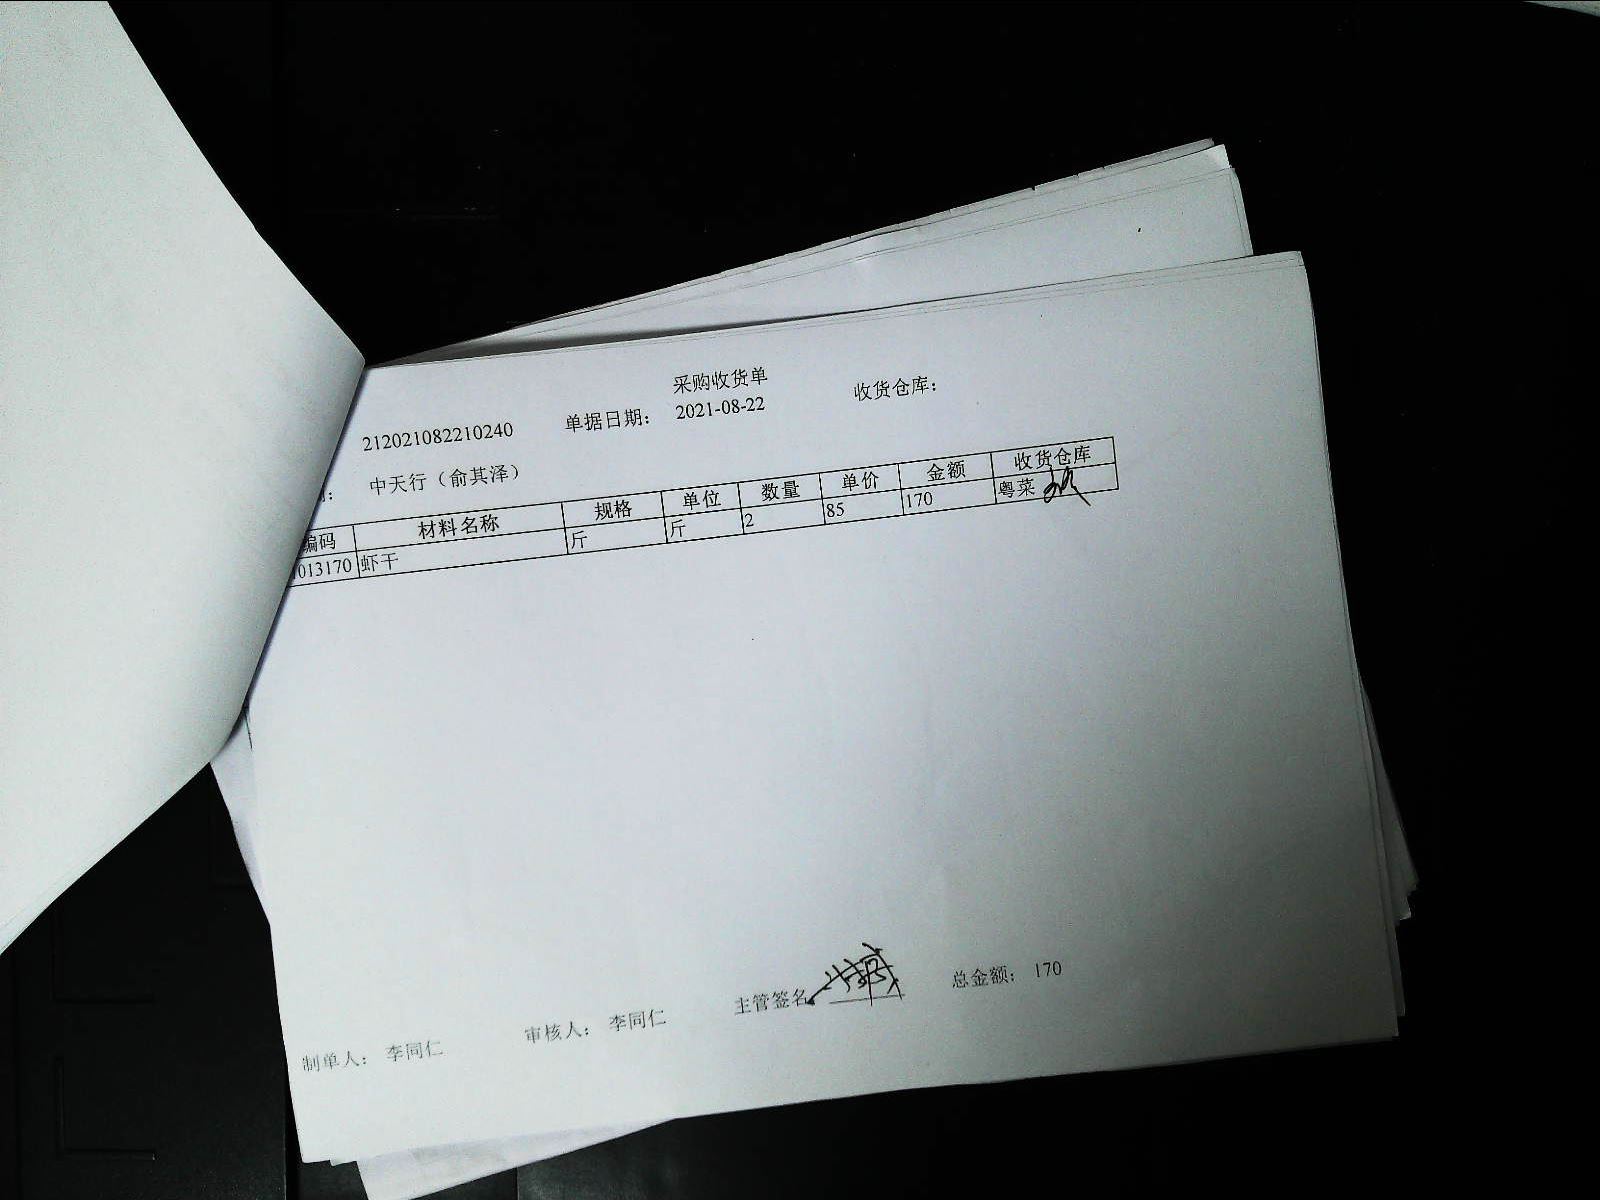 采购收货单
212021082210240 单据日期： 2021-08-22 收货仓库：
： 中天行（俞其泽）
编码 材料名称 规格 单位 数量 单价 金额 收货仓库
013170 虾干 斤 斤 2 85 170 粤菜
制单人： 李同仁 审核人： 李同仁 主管签名 总金额： 170